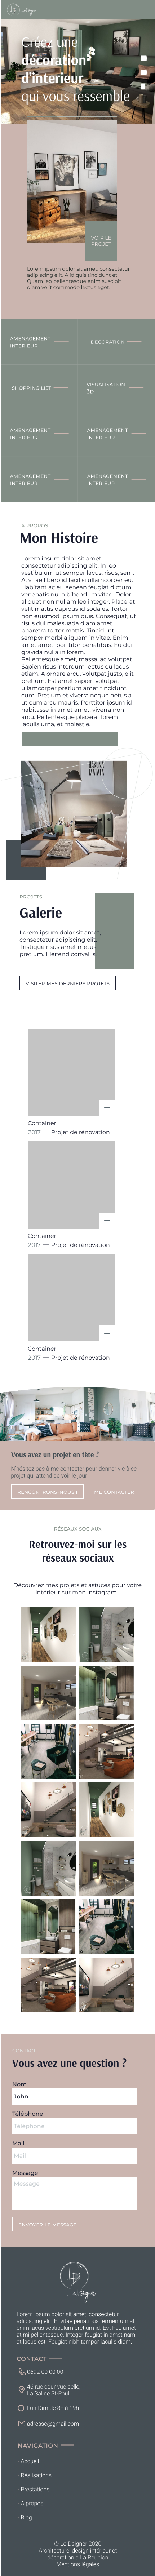 Lo Dsigner
Créez une
décoration
d'interieur
qui vous ressemble
VOIR LE
PROJET
Lorem ipsum dolor sit amet, consectetur
adipiscing elit. A id quis tincidunt et.
Quam leo pellentesque enim suscipit
diam velit commodo lectus eget.
AMÉNAGEMENT
INTERIEUR
DECORATION
SHOPPING LIST
VISUALISATION
3D
AMENAGEMENT
INTERIEUR
AMENAGEMENT
INTERIEUR
AMENAGEMENT
INTERIEUR
AMENAGEMENT
INTERIEUR
A PROPOS
Mon Histoire
Lorem ipsum dolor sit amet,
consectetur adipiscing elit. In leo
vestibulum ut semper lacus, risus, sem.
A, vitae libero id facilisi ullamcorper eu.
Habitant ac eu aenean feugiat dictum
venenatis nulla bibendum vitae. Dolor
aliquet non nullam leo integer. Placerat
velit mattis dapibus id sodales. Tortor
non euismod ipsum quis. Consequat, ut
risus dui malesuada diam amet
pharetra tortor mattis. Tincidunt
semper morbi aliquam in vitae. Enim
amet amet, porttitor penatibus. Eu dui
gravida nulla in lorem.
Pellentesque amet, massa, ac volutpat.
Sapien risus interdum lectus eu lacus
etiam. A ornare arcu, volutpat justo, elit
pretium. Est amet sapien volutpat
ullamcorper pretium amet tincidunt
proin. Pretium et viverra neque netus a
et ut cum arcu mauris. Porttitor ipsum id
habitasse in amet amet, viverra non
arcu. Pellentesque placerat lorem
iaculis urna, et molestie.
HAKUNA
MATATA
PROJETS
Galerie
Lorem ipsum dolor sit amet,
consectetur adipiscing elit.
Tristique risus amet metus
pretium. Eleifend convallis.
VISITER MES DERNIERS PROJETS
Container
2017 — Projet de rénovation
Container
2017 — Projet de rénovation
Container
2017 — Projet de rénovation
Vous avez un projet en tête ?
N'hésitez pas à me contacter pour donner vie à ce
projet qui attend de voir le jour !
RENCONTRONS-NOUS !
ME CONTACTER
RÉSEAUX SOCIAUX
Retrouvez-moi sur les
réseaux sociaux
Découvrez mes projets et astuces pour votre
intérieur sur mon instagram :
CONTACT
Vous avez une question ?
Nom
John
Téléphone
Téléphone
Mail
Mail
Message
Message
ENVOYER LE MESSAGE
Lo Dsigner
Lorem ipsum dolor sit amet, consectetur
adipiscing elit. Et vitae penatibus fermentum et
enim lacus vestibulum pretium id. Est hac amet
mi pellentesque. Integer feugiat in amet nam
at lacus est. Feugiat nibh tempor iaculis diam.
CONTACT
0692 00 00 00
46 rue cour vue belle,
La Saline St-Paul
Lun-Dim de 8h à 19h
adresse@gmail.com
NAVIGATION
· Accueil
· Réalisations
· Prestations
· A propos
· Blog
© Lo Dsigner 2020
Architecture, design intérieur et
décoration à La Réunion
Mentions légales